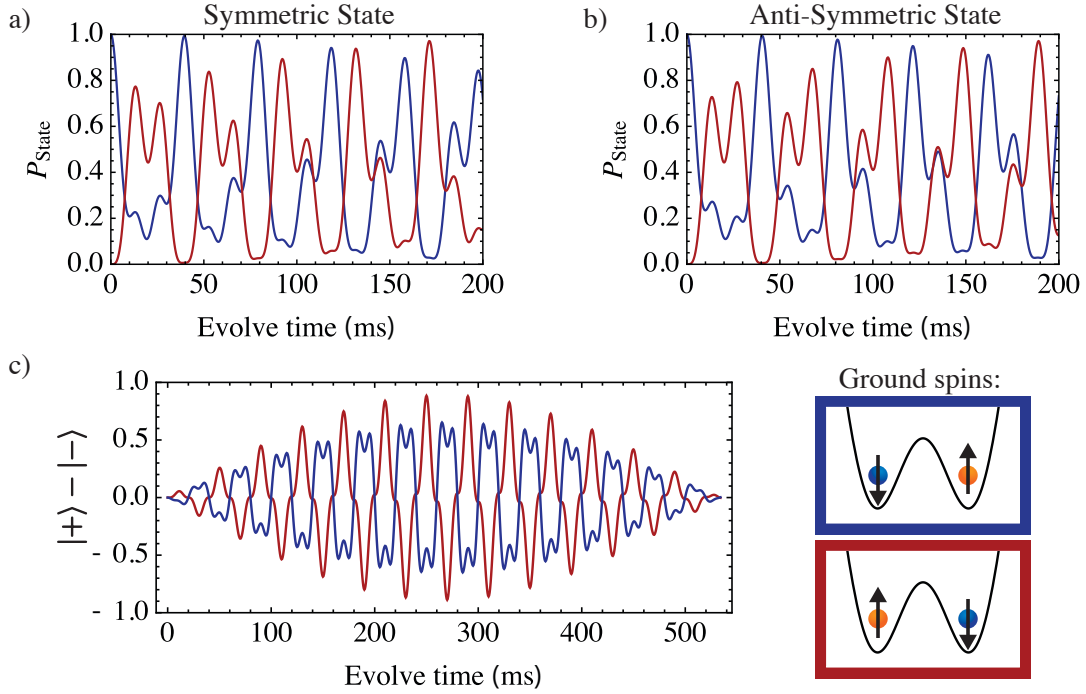 a)
Symmetric State
1.0
0.8
0.6
0.4
0.2
0.0
P_State
0
50
100
150
200
Evolve time (ms)
b)
Anti-Symmetric State
1.0
0.8
0.6
0.4
0.2
0.0
P_State
0
50
100
150
200
Evolve time (ms)
c)
1.0
0.5
0.0
- 0.5
- 1.0
|+⟩ − |−⟩
0
100
200
300
400
500
Evolve time (ms)
Ground spins: